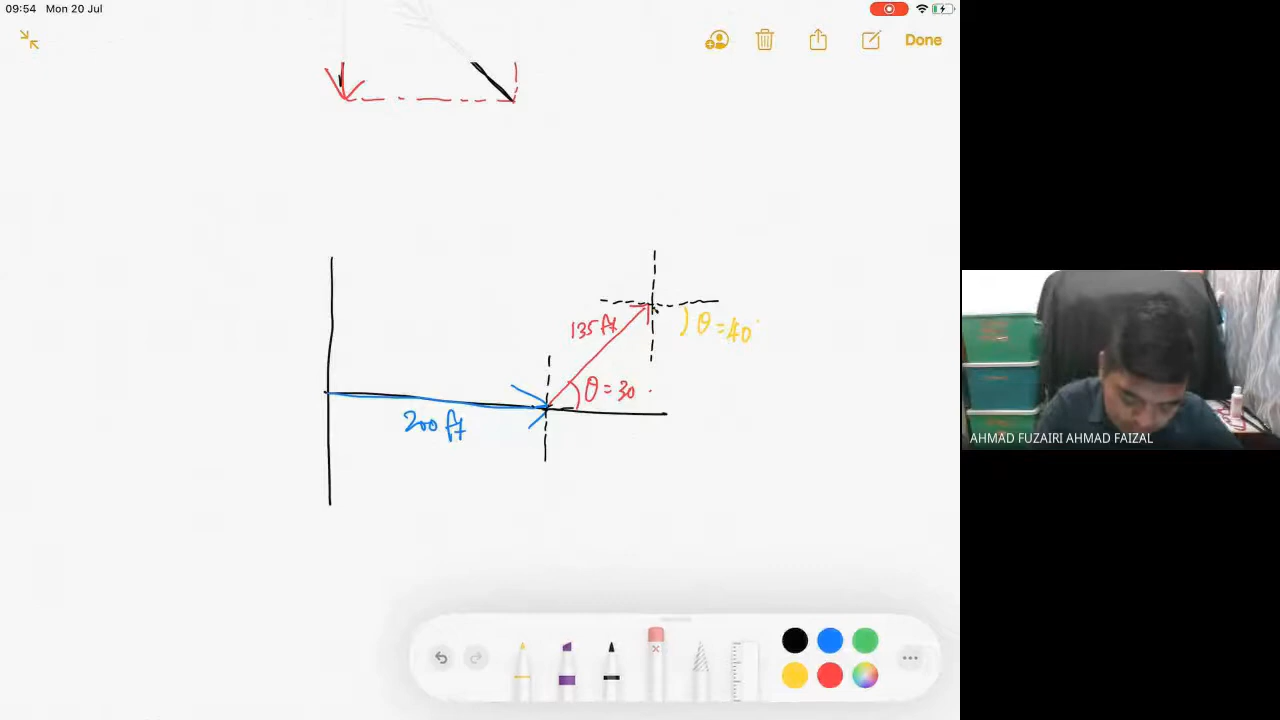 09:54 Mon 20 Jul
Done
135 ft
θ = 40°
θ = 30°
200 ft
AHMAD FUZAIRI AHMAD FAIZAL